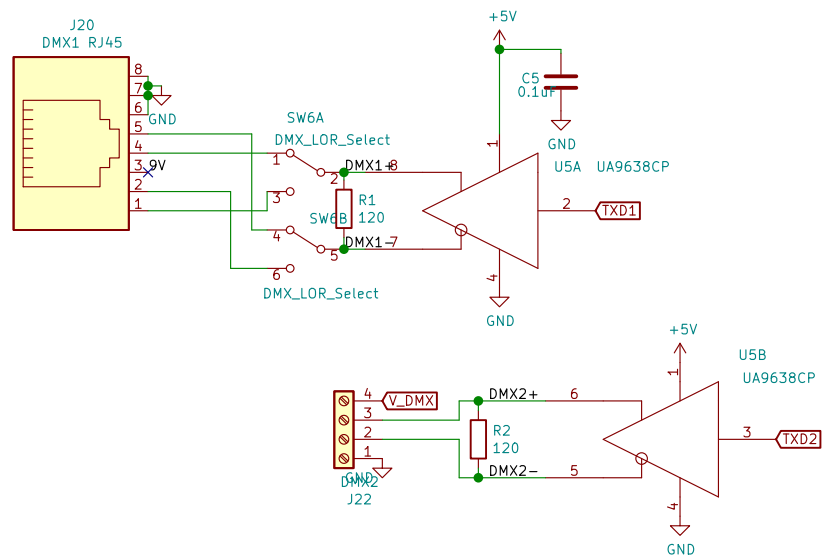 J20
DMX1 RJ45
8
7
6
5
4
3
2
1
GND
9V
SW6A
DMX_LOR_Select
1
2
3
SW6B
4
5
6
DMX_LOR_Select
DMX1+
8
R1
120
DMX1-
7
+5V
C5
0.1uF
GND
1
U5A UA9638CP
2
TXD1
4
GND
+5V
U5B
UA9638CP
1
4
V_DMX
3
2
1
GND
DMX2
J22
DMX2+
6
R2
120
DMX2-
5
3
TXD2
4
GND